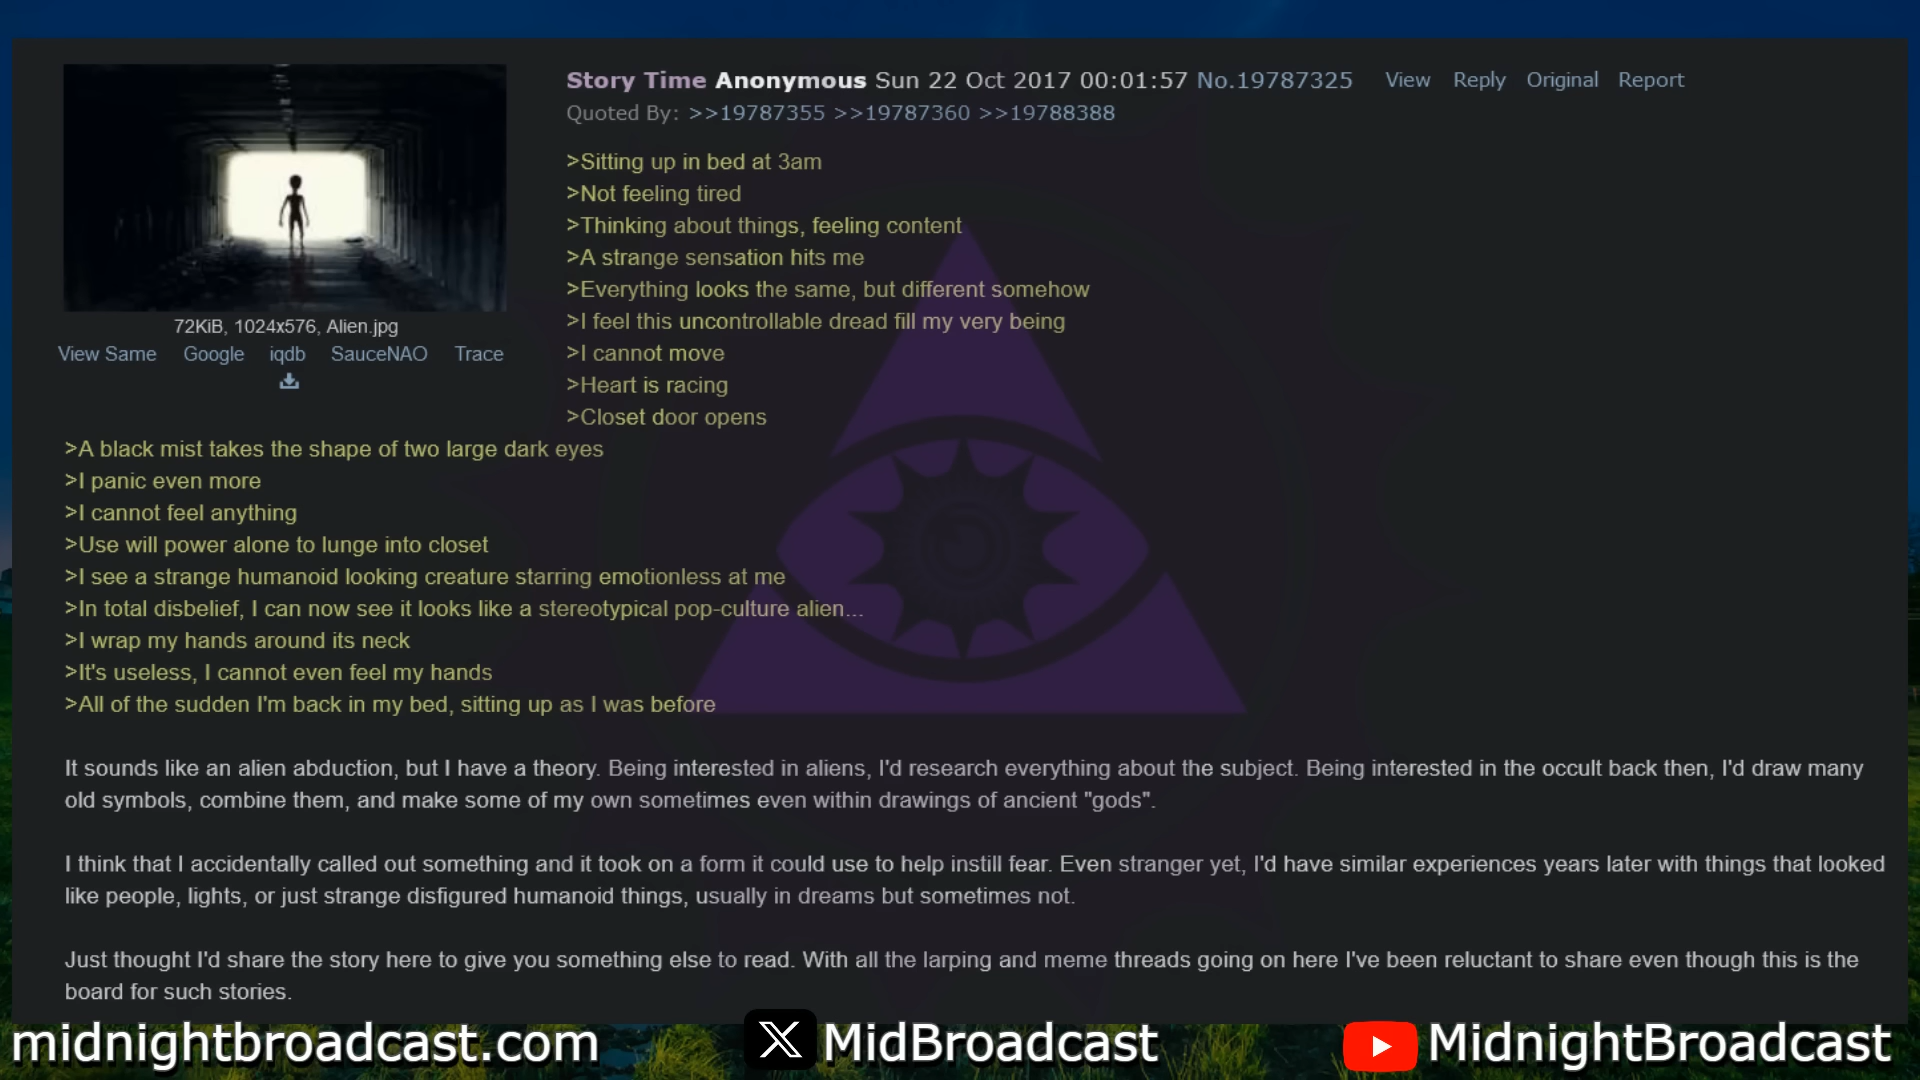 Story Time Anonymous Sun 22 Oct 2017 00:01:57 No.19787325 View Reply Original Report
Quoted By: >>19787355 >>19787360 >>19788388
>Sitting up in bed at 3am
>Not feeling tired
>Thinking about things, feeling content
>A strange sensation hits me
>Everything looks the same, but different somehow
>I feel this uncontrollable dread fill my very being
>I cannot move
>Heart is racing
>Closet door opens
72KiB, 1024x576, Alien.jpg
View Same Google iqdb SauceNAO Trace
>A black mist takes the shape of two large dark eyes
>I panic even more
>I cannot feel anything
>Use will power alone to lunge into closet
>I see a strange humanoid looking creature starring emotionless at me
>In total disbelief, I can now see it looks like a stereotypical pop-culture alien...
>I wrap my hands around its neck
>It's useless, I cannot even feel my hands
>All of the sudden I'm back in my bed, sitting up as I was before
It sounds like an alien abduction, but I have a theory. Being interested in aliens, I'd research everything about the subject. Being interested in the occult back then, I'd draw many
old symbols, combine them, and make some of my own sometimes even within drawings of ancient "gods".
I think that I accidentally called out something and it took on a form it could use to help instill fear. Even stranger yet, I'd have similar experiences years later with things that looked
like people, lights, or just strange disfigured humanoid things, usually in dreams but sometimes not.
Just thought I'd share the story here to give you something else to read. With all the larping and meme threads going on here I've been reluctant to share even though this is the
board for such stories.
midnightbroadcast.com MidBroadcast MidnightBroadcast